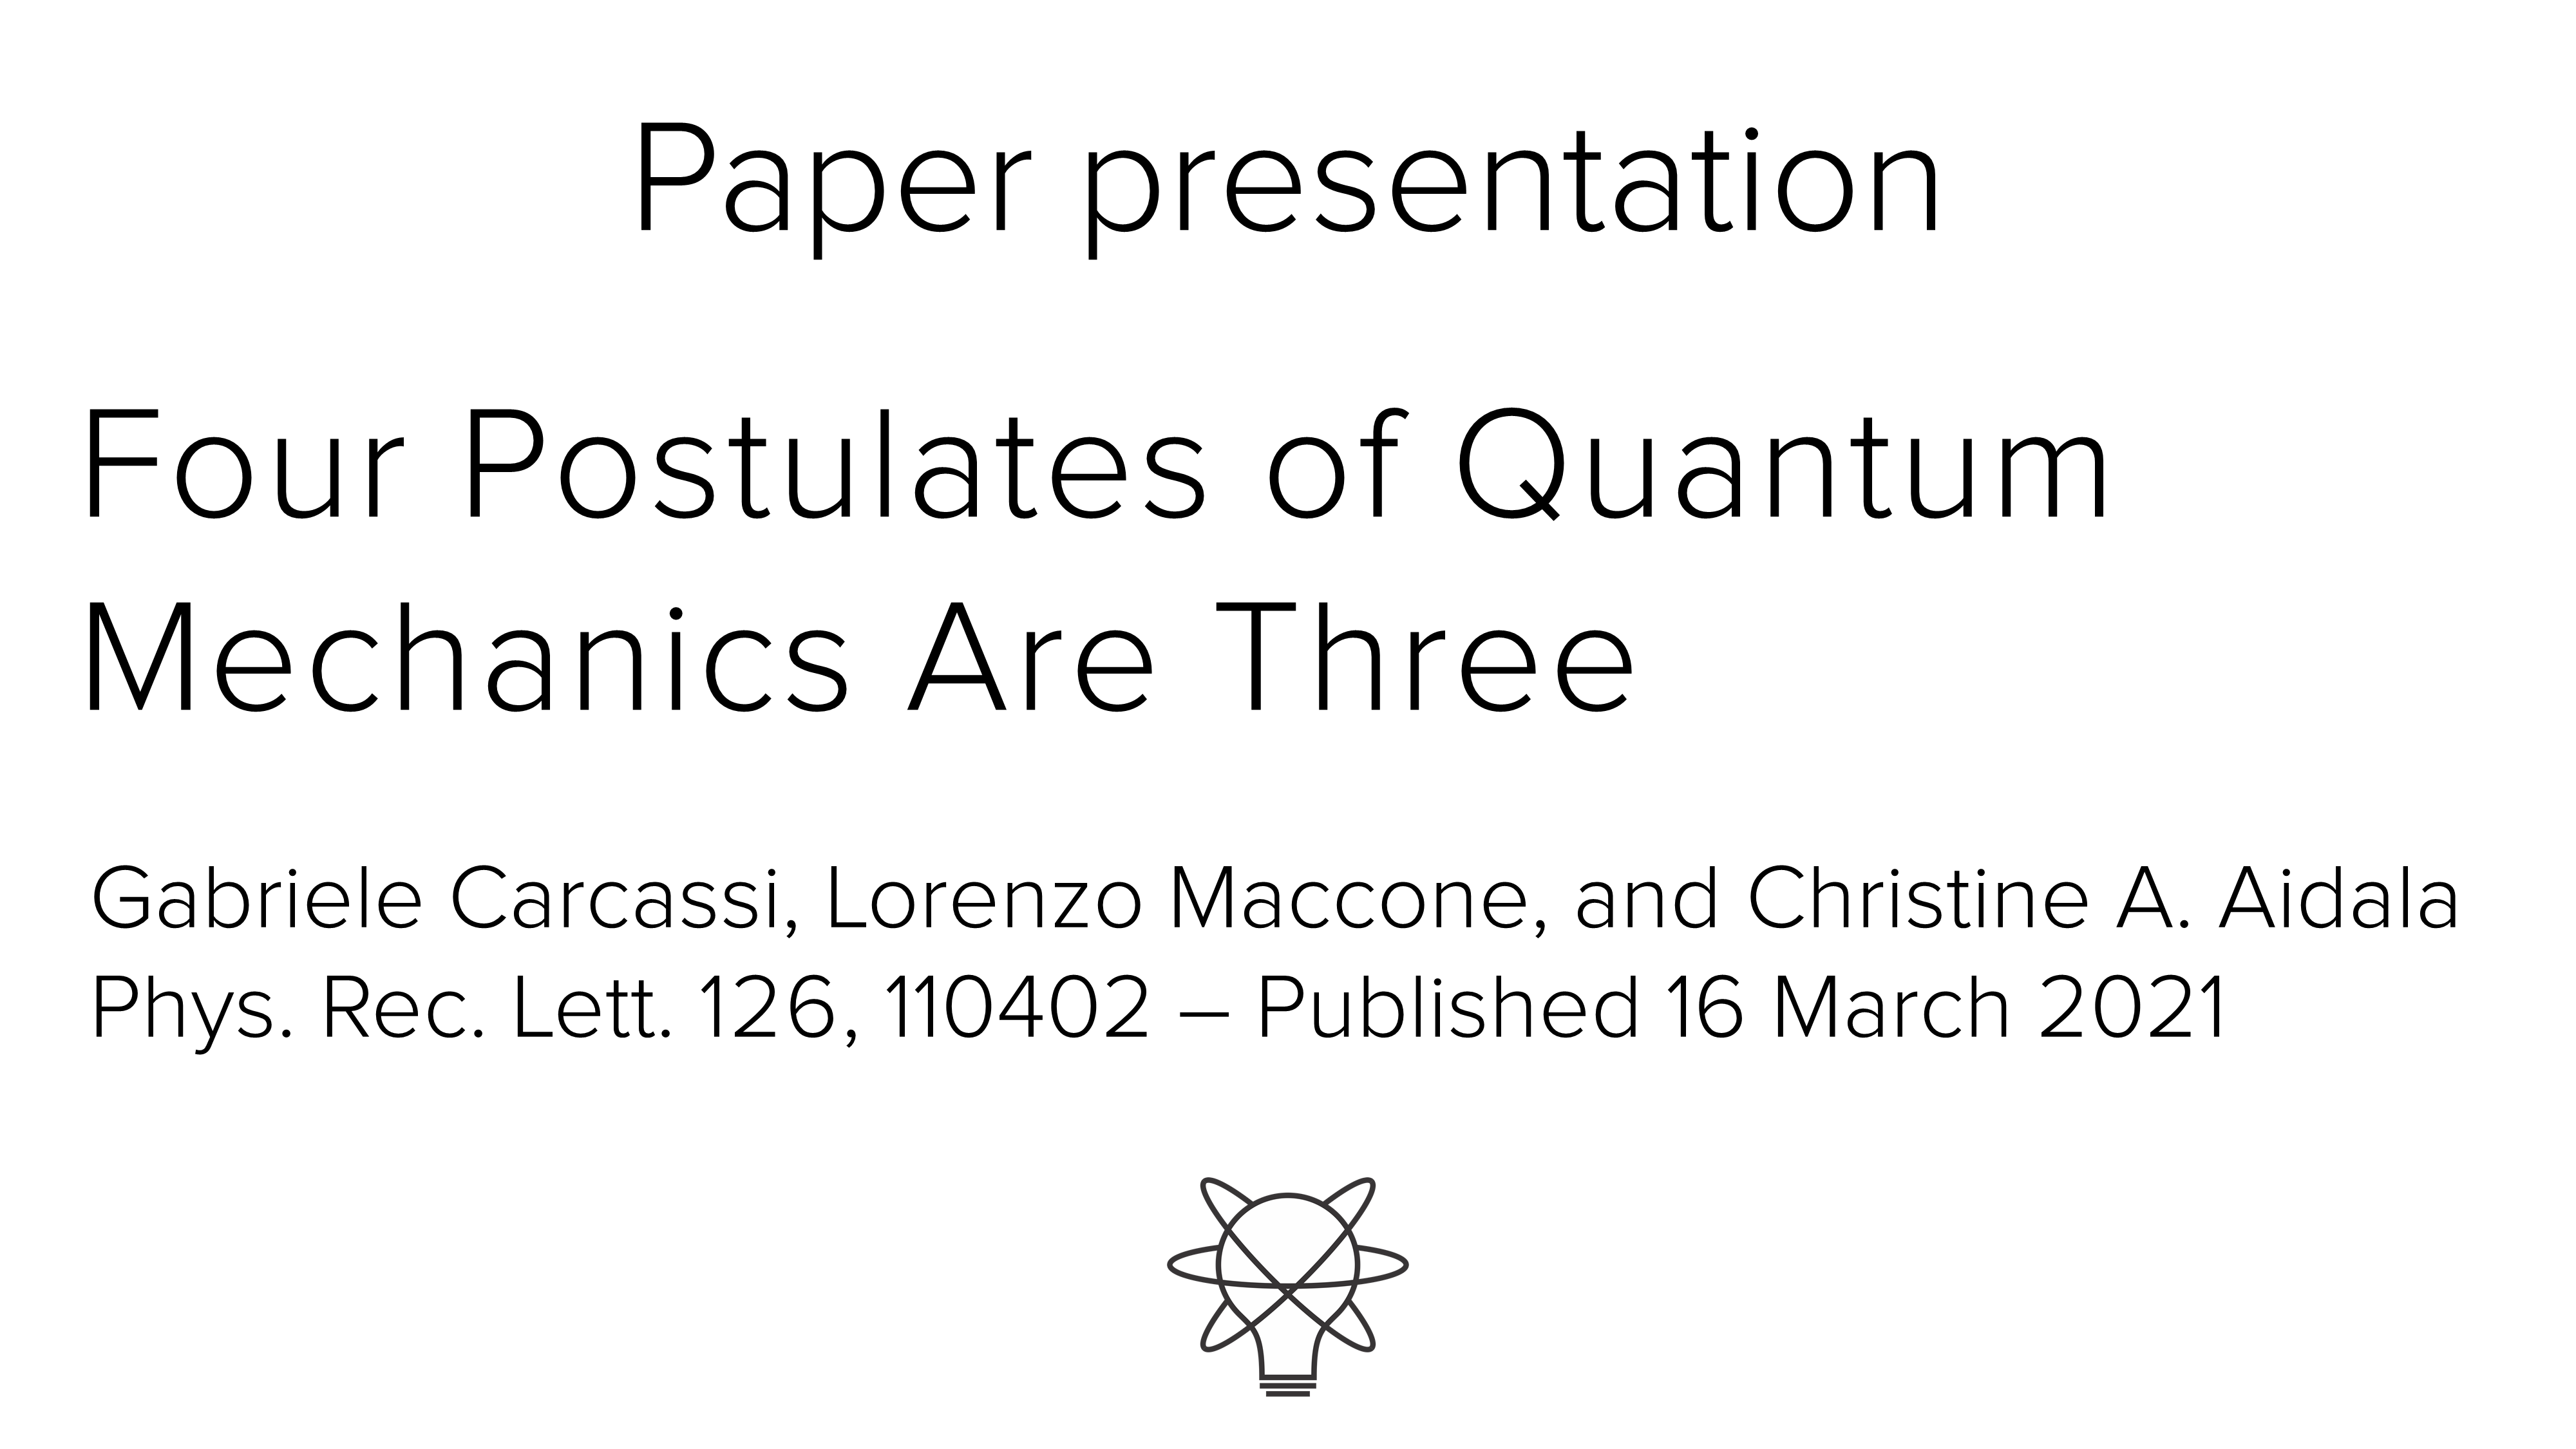 Paper presentation
Four Postulates of Quantum
Mechanics Are Three
Gabriele Carcassi, Lorenzo Maccone, and Christine A. Aidala
Phys. Rec. Lett. 126, 110402 – Published 16 March 2021